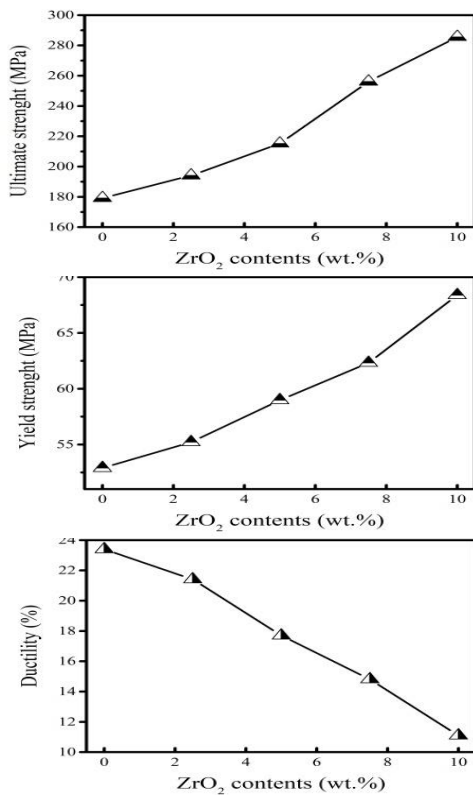 Ultimate strenght (MPa)
300
280
260
240
220
200
180
160
0 2 4 6 8 10
ZrO₂ contents (wt.%)
Yield strenght (MPa)
70
65
60
55
0 2 4 6 8 10
ZrO₂ contents (wt.%)
Ductility (%)
24
22
20
18
16
14
12
10
0 2 4 6 8 10
ZrO₂ contents (wt.%)